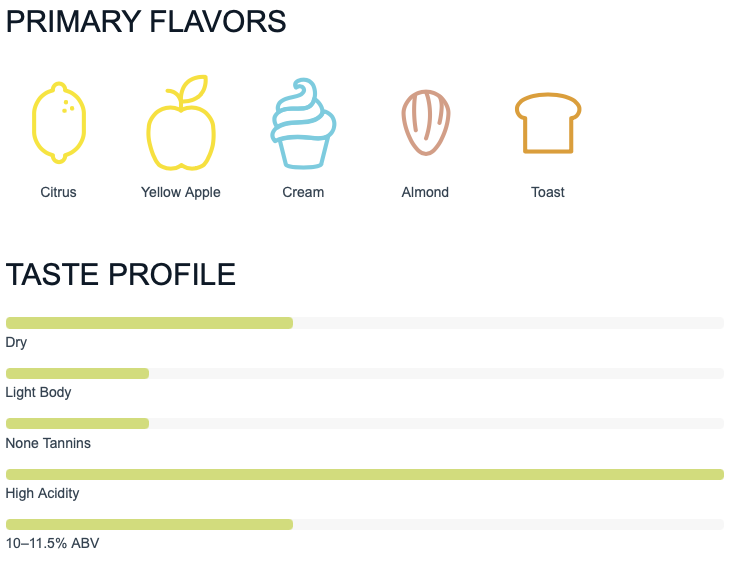 PRIMARY FLAVORS
Citrus Yellow Apple Cream Almond Toast
TASTE PROFILE
Dry
Light Body
None Tannins
High Acidity
10–11.5% ABV